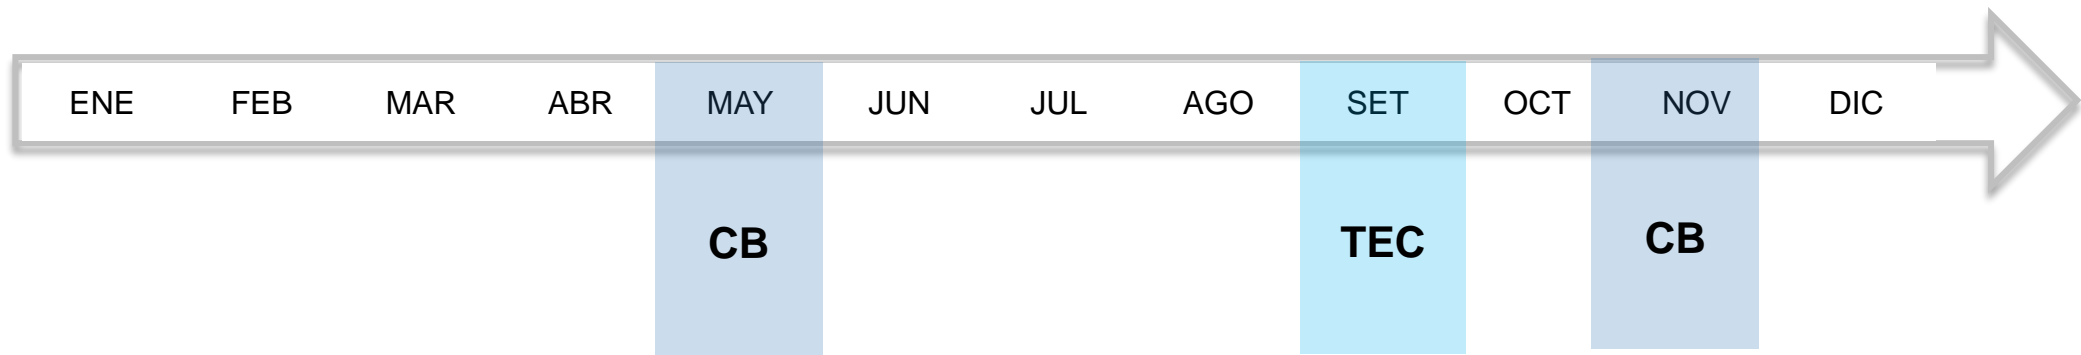 ENE FEB MAR ABR MAY JUN JUL AGO SET OCT NOV DIC
CB TEC CB